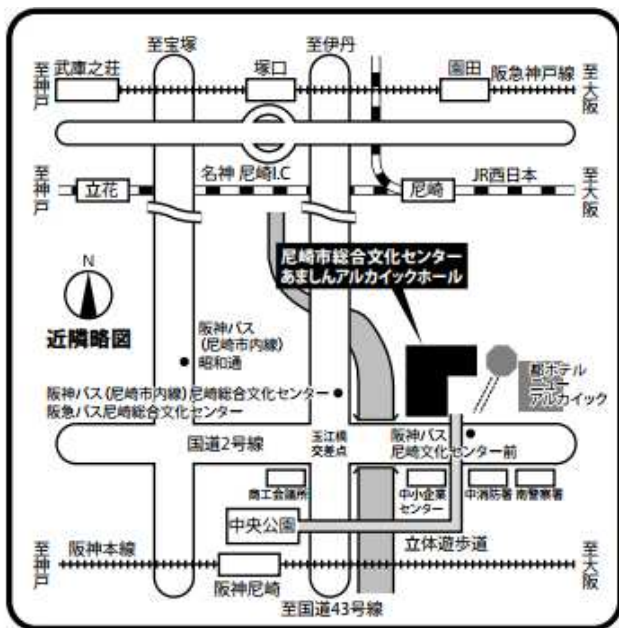 至宝塚
至伊丹
至神戸
武庫之荘
塚口
園田
阪急神戸線
至大阪
名神 尼崎I.C
JR西日本
至神戸
立花
尼崎
至大阪
尼崎市総合文化センター
あましんアルカイックホール
N
近隣略図
阪神バス
(尼崎市内線)
昭和通
都ホテル
ニュー
アルカイック
阪神バス(尼崎市内線)尼崎総合文化センター
阪急バス尼崎総合文化センター
国道2号線
玉江橋
交差点
阪神バス
尼崎文化センター前
商工会議所
中小企業
センター
中消防署
南警察署
中央公園
立体遊歩道
至神戸
阪神本線
阪神尼崎
至大阪
至国道43号線